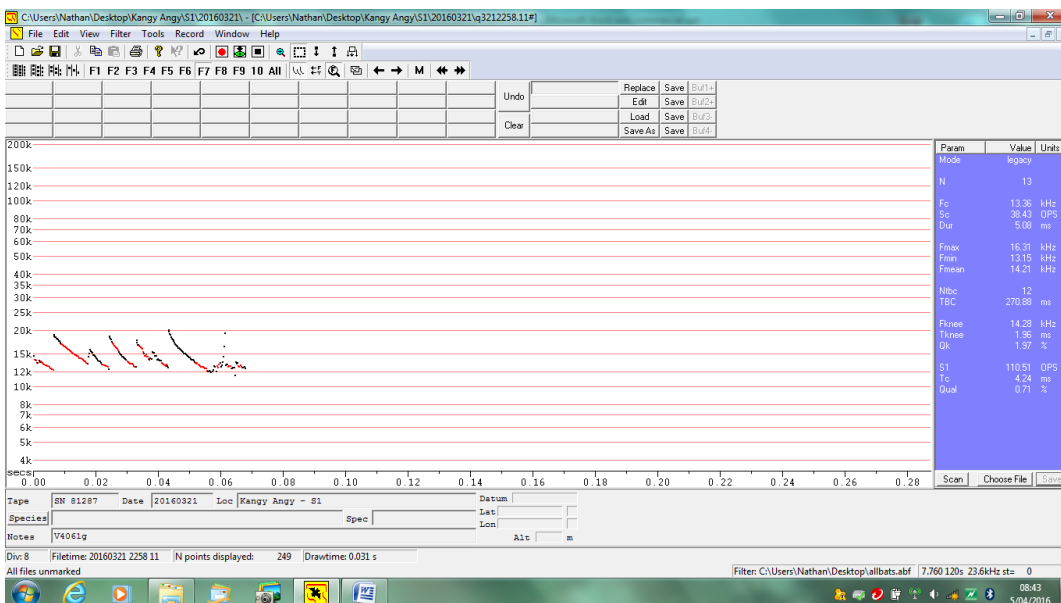 C:\Users\Nathan\Desktop\Kangy Angy\S1\20160321\ - [C:\Users\Nathan\Desktop\Kangy Angy\S1\20160321\q3212258.11#]
File Edit View Filter Tools Record Window Help
F1 F2 F3 F4 F5 F6 F7 F8 F9 10 All M
Undo Replace Save Buf1+
Edit Save Buf2+
Clear Load Save Buf3-
Save As Save Buf4-
200k
150k
120k
100k
80k
70k
60k
50k
40k
35k
30k
25k
20k
15k
12k
10k
8k
7k
6k
5k
4k
secs
0.00 0.02 0.04 0.06 0.08 0.10 0.12 0.14 0.16 0.18 0.20 0.22 0.24 0.26 0.28
Param Value Units
Mode legacy
N 13
Fc 13.36 kHz
Sc 38.43 OPS
Dur 5.08 ms
Fmax 16.31 kHz
Fmin 13.15 kHz
Fmean 14.21 kHz
Ntbc 12
TBC 270.88 ms
Fknee 14.28 kHz
Tknee 1.96 ms
Qk 1.97 %
S1 110.51 OPS
Tc 4.24 ms
Qual 0.71 %
Scan Choose File Save
Tape SN 81287 Date 20160321 Loc Kangy Angy - S1 Datum
Species Spec Lat
Lon
Notes V4061g Alt m
Div: 8 Filetime: 20160321 2258 11 N points displayed: 249 Drawtime: 0.031 s
All files unmarked Filter: C:\Users\Nathan\Desktop\allbats.abf 7.760 120s 23.6kHz st= 0
08:43
5/04/2016